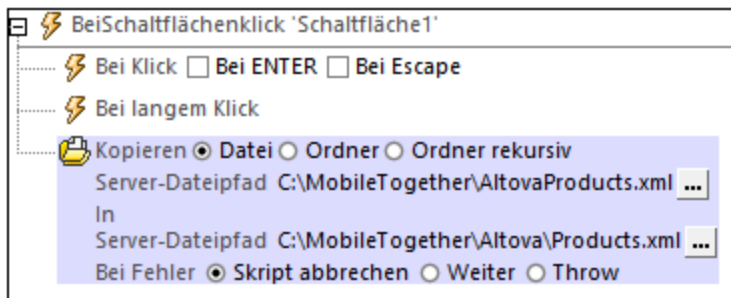 BeiSchaltflächenklick 'Schaltfläche1'
Bei Klick Bei ENTER Bei Escape
Bei langem Klick
Kopieren Datei Ordner Ordner rekursiv
Server-Dateipfad C:\MobileTogether\AltovaProducts.xml ...
In
Server-Dateipfad C:\MobileTogether\Altova\Products.xml ...
Bei Fehler Skript abbrechen Weiter Throw